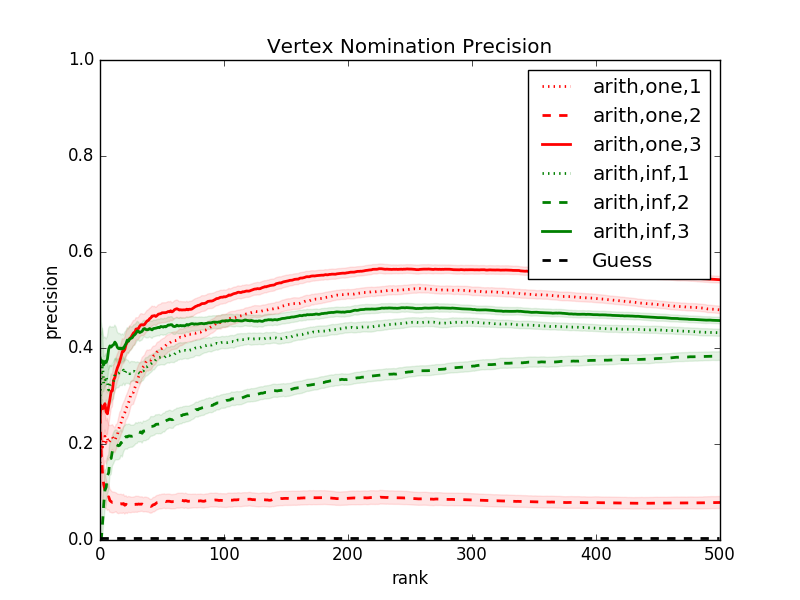 Vertex Nomination Precision
1.0
0.8
0.6
0.4
0.2
0.0
precision
0
100
200
300
400
500
rank
arith,one,1
arith,one,2
arith,one,3
arith,inf,1
arith,inf,2
arith,inf,3
Guess